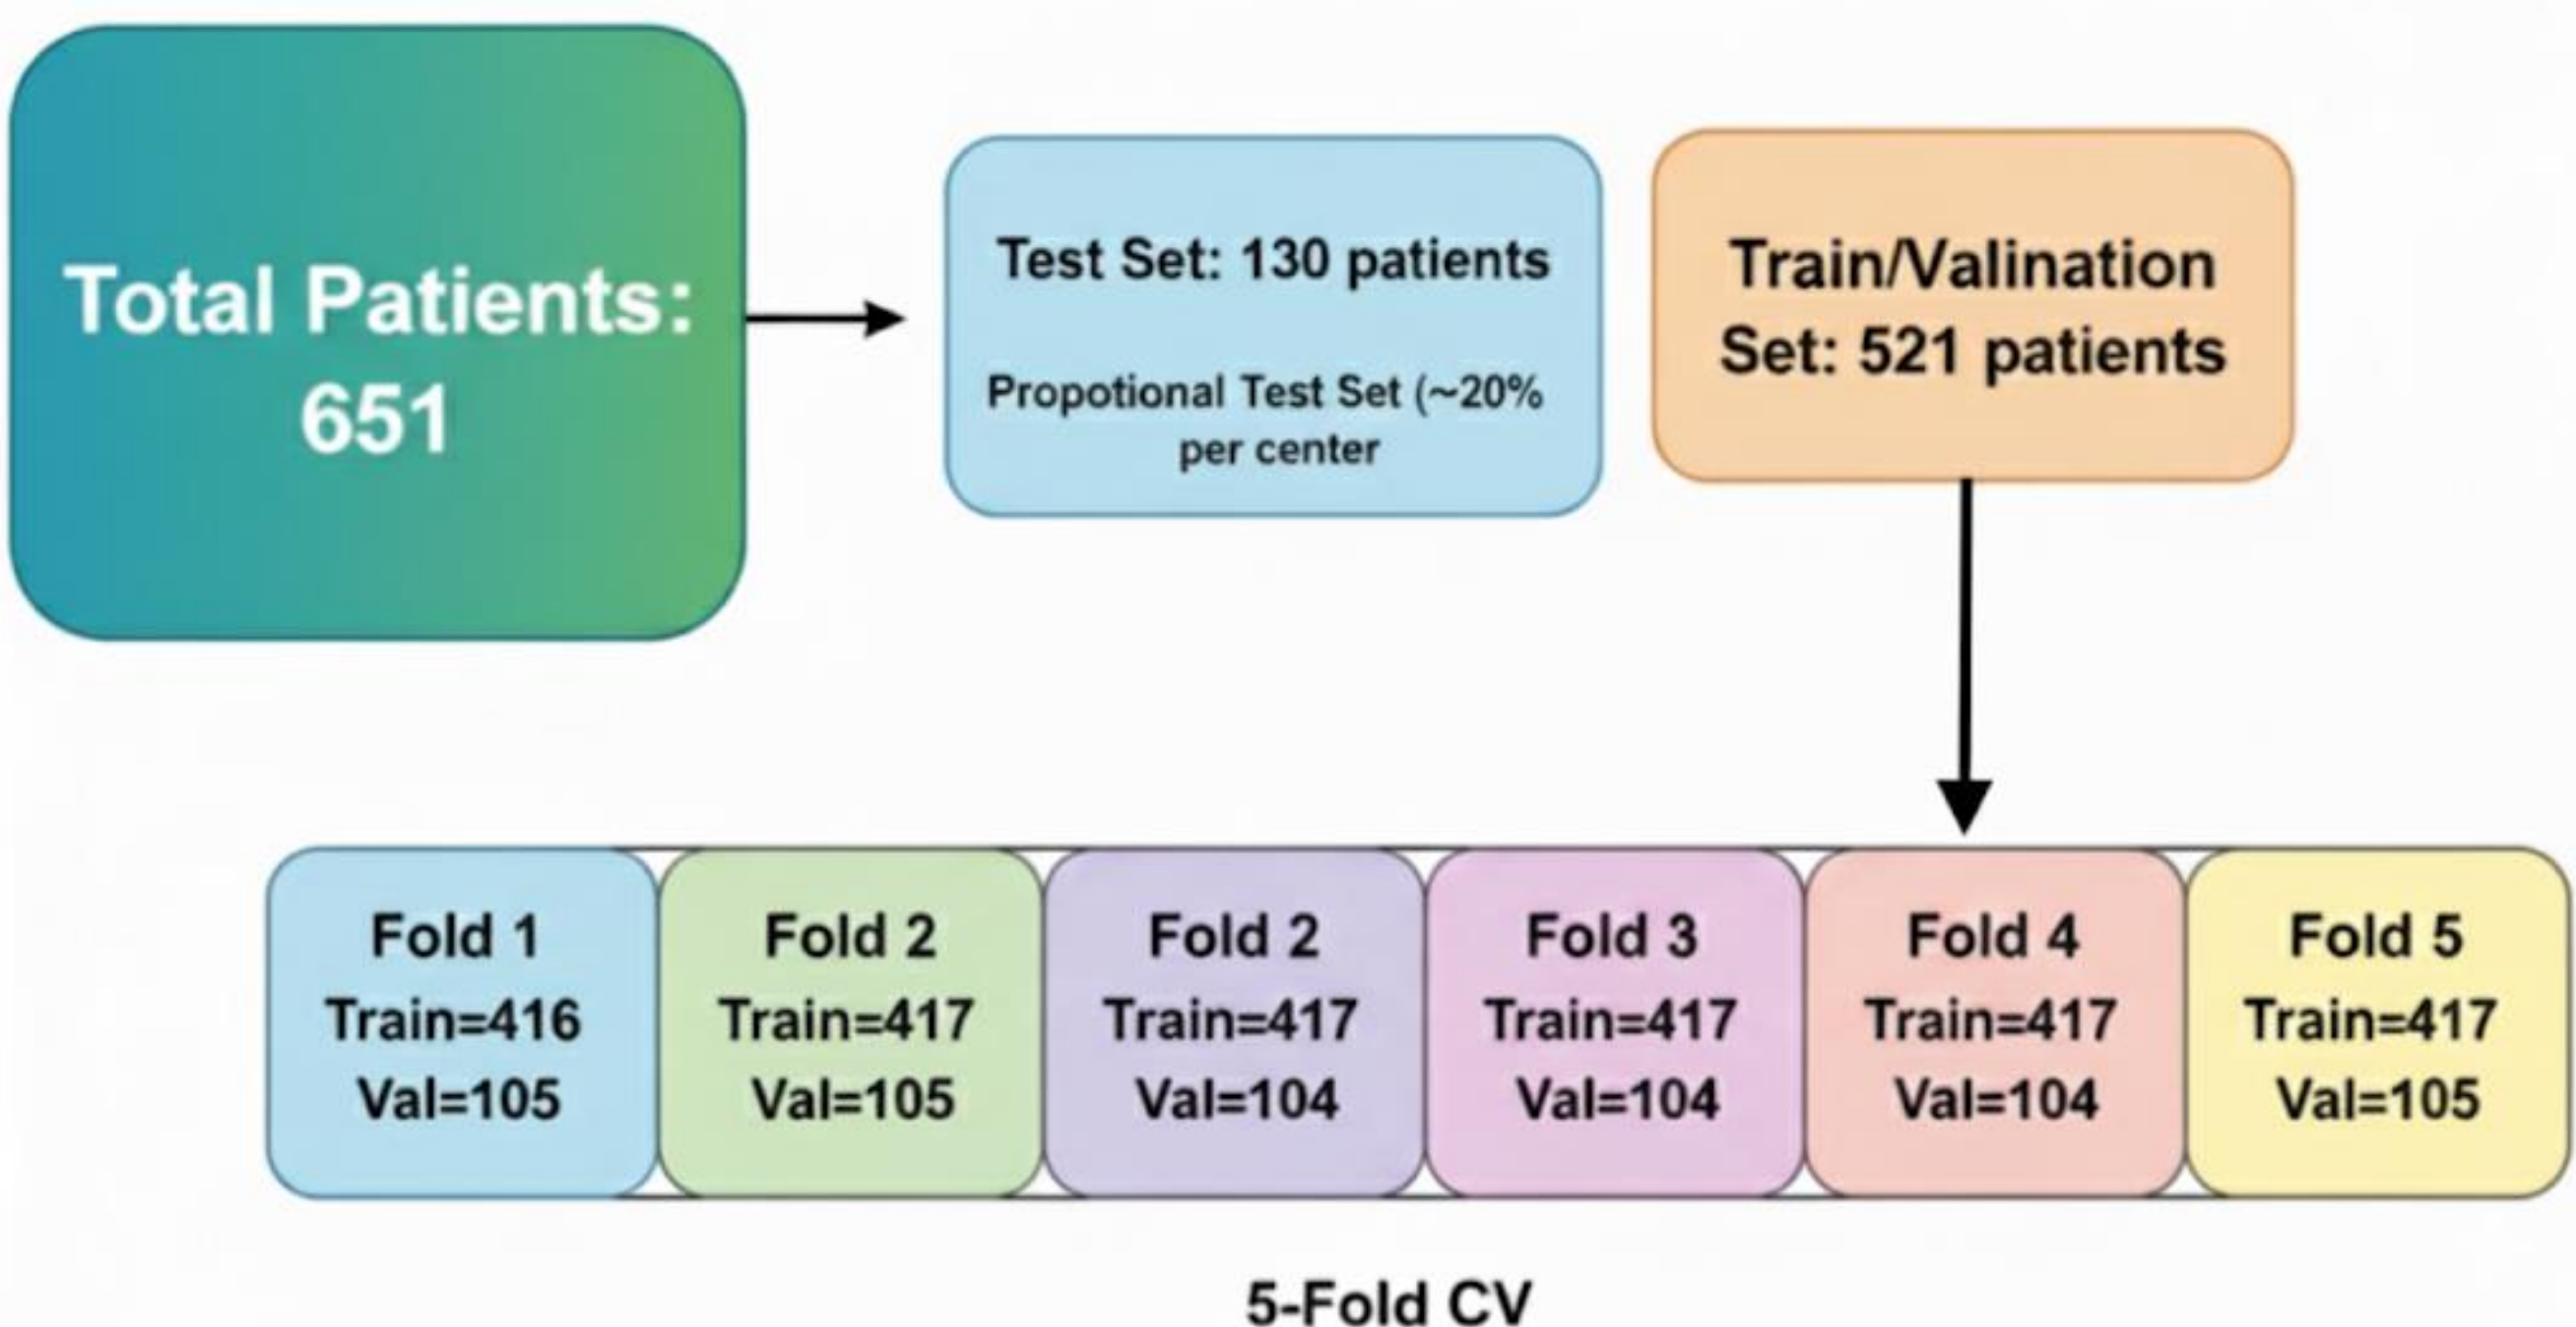 Total Patients:
651
Test Set: 130 patients
Propotional Test Set (~20%
per center
Train/Valination
Set: 521 patients
Fold 1
Train=416
Val=105
Fold 2
Train=417
Val=105
Fold 2
Train=417
Val=104
Fold 3
Train=417
Val=104
Fold 4
Train=417
Val=104
Fold 5
Train=417
Val=105
5-Fold CV